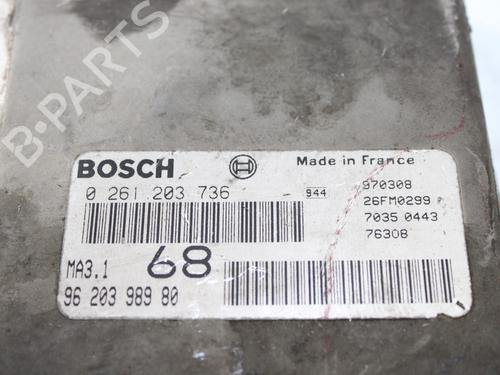 B-PARTS
BOSCH Made in France
0 261 203 736 944 970308
26FM0299
7035 0443
76308
MA3.1 68
96 203 989 80